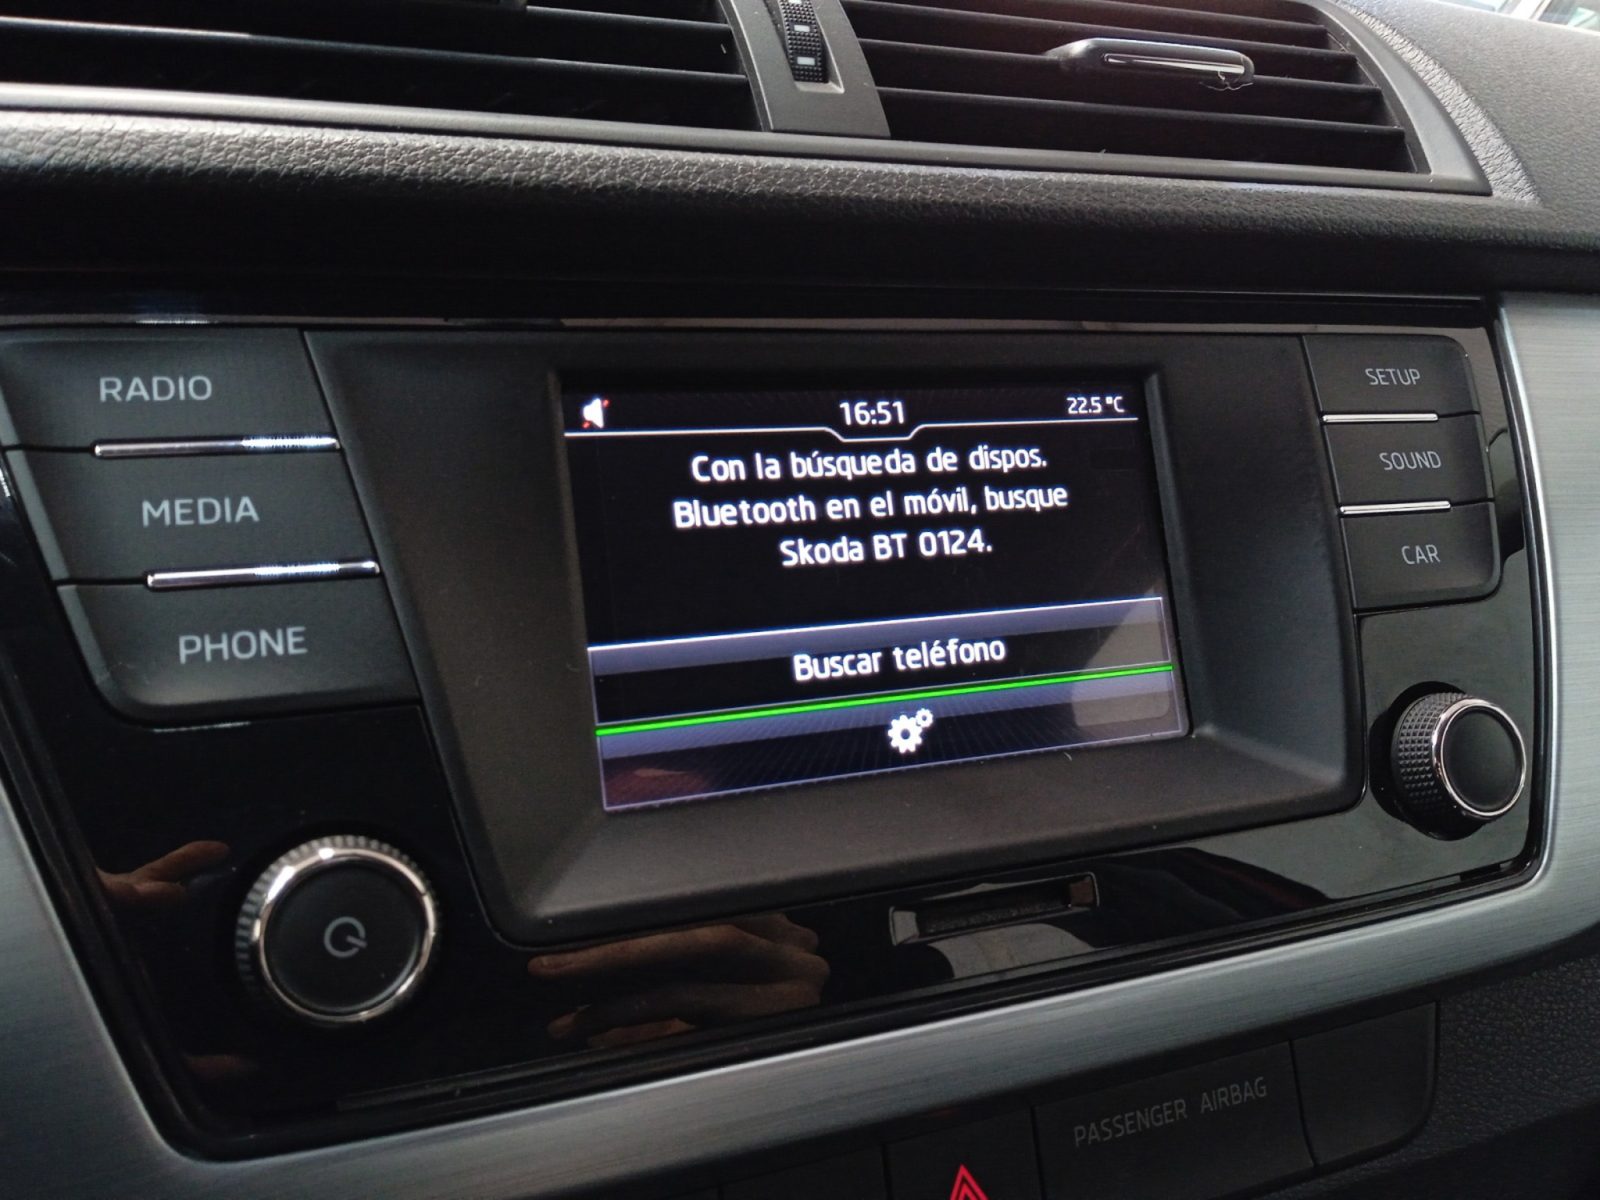 RADIO
MEDIA
PHONE
16:51
22.5 °C
Con la búsqueda de dispos.
Bluetooth en el móvil, busque
Skoda BT 0124.
Buscar teléfono
SETUP
SOUND
CAR
PASSENGER AIRBAG